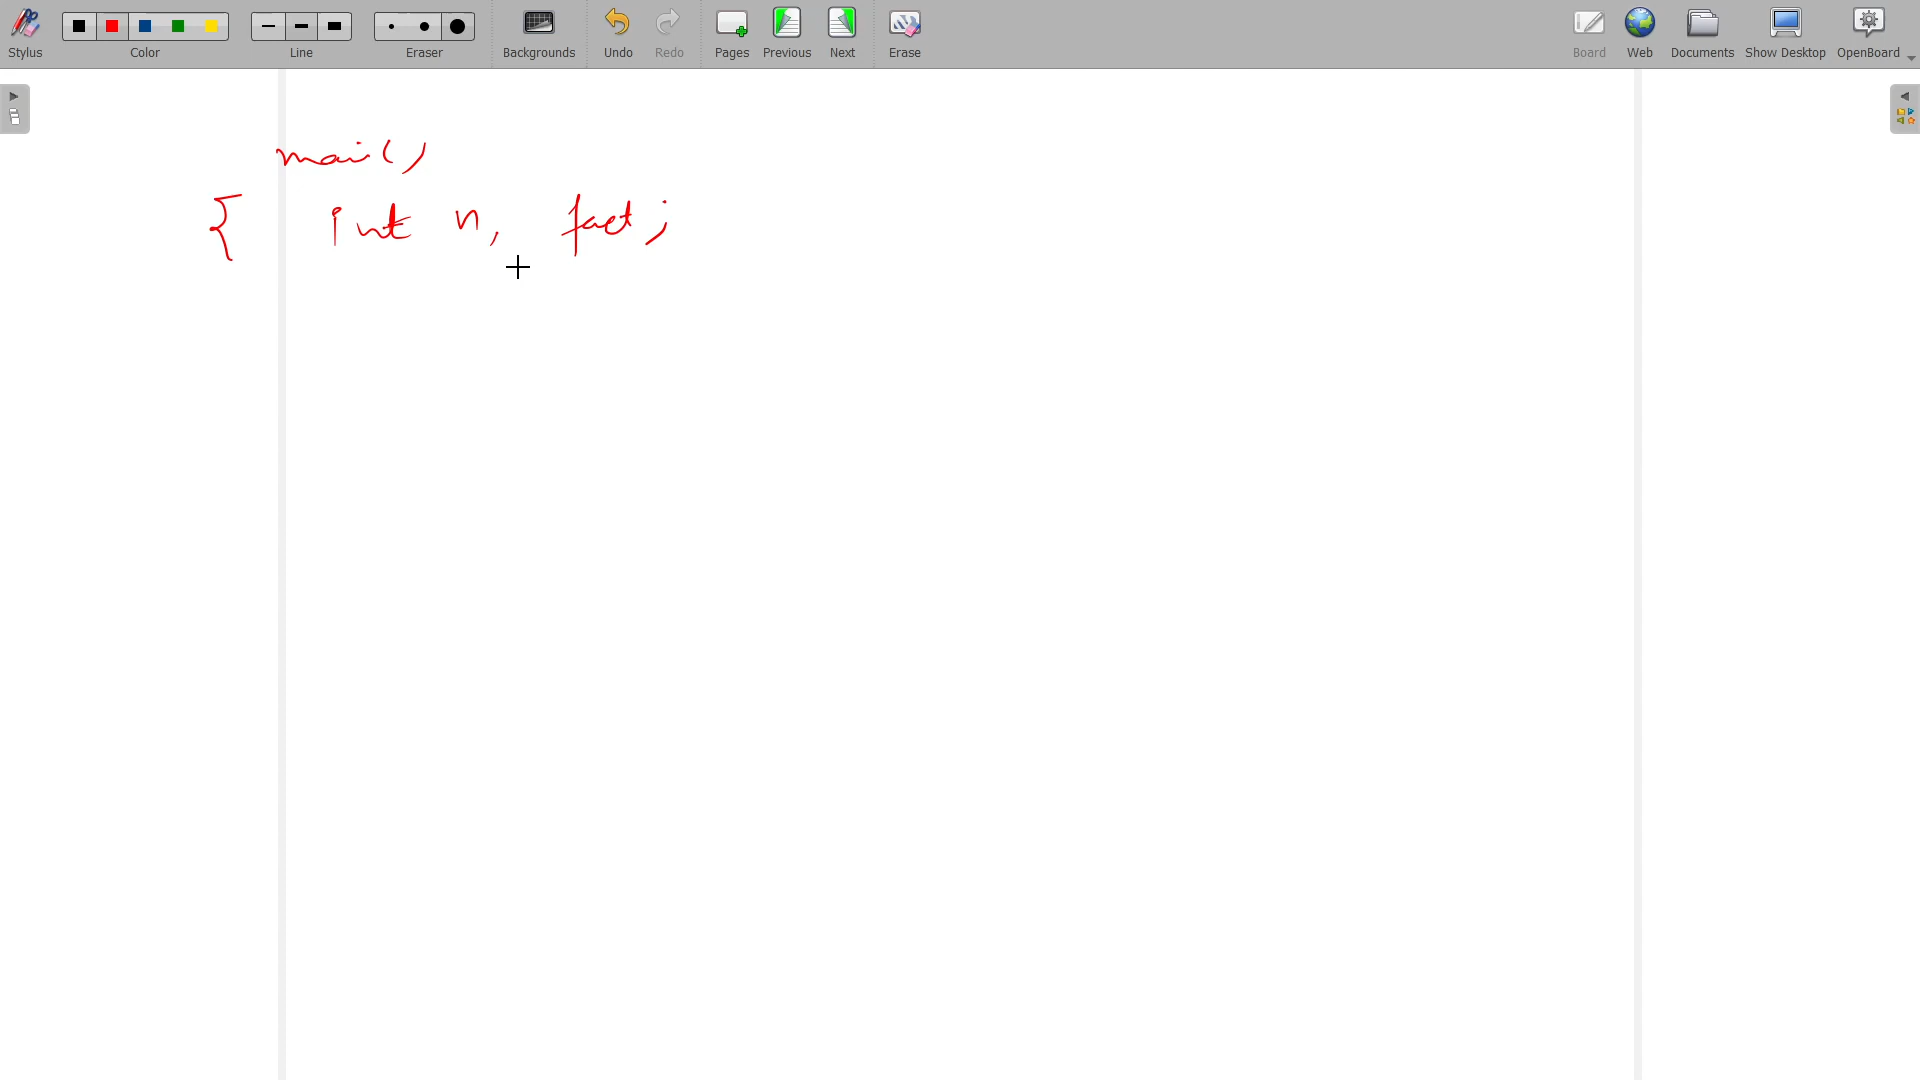 Stylus
Color
Line
Eraser
Backgrounds
Undo
Redo
Pages
Previous
Next
Erase
Board
Web
Documents
Show Desktop
OpenBoard
mai()
{ int n, fact;